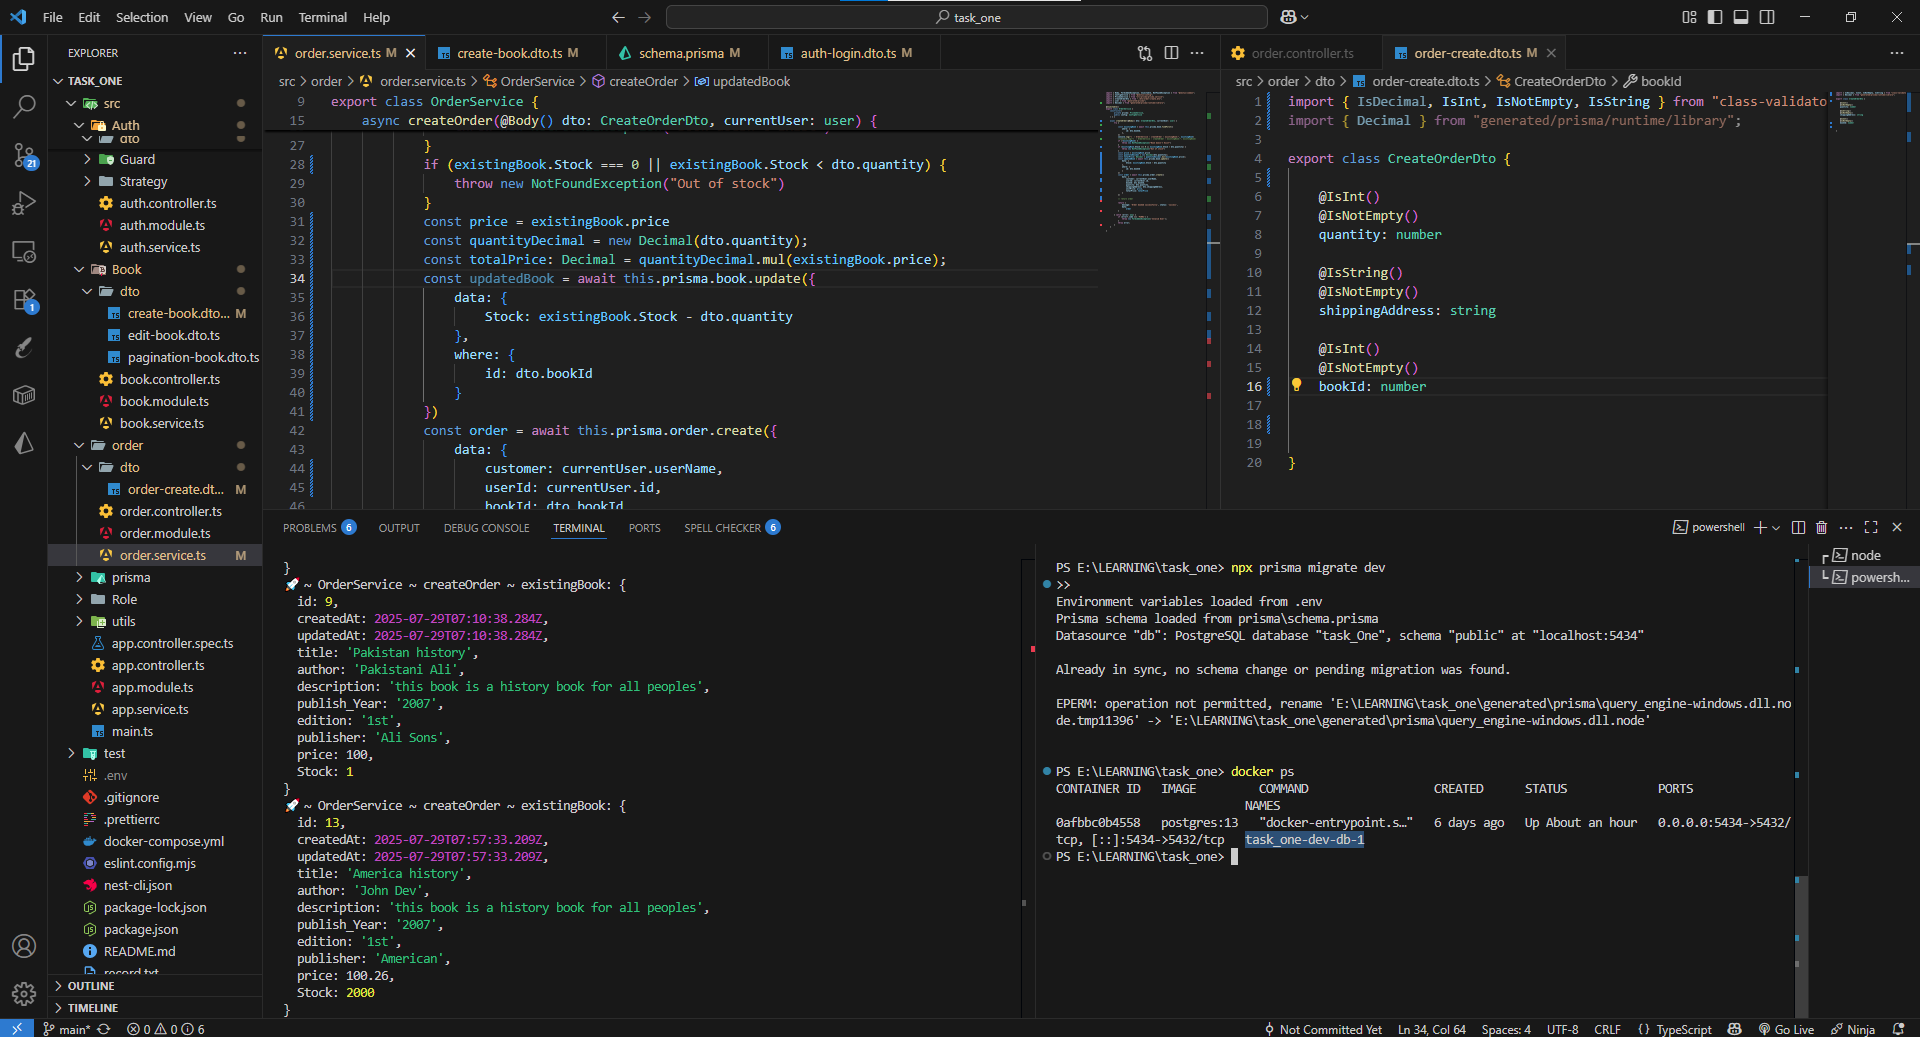 File Edit Selection View Go Run Terminal Help
task_one
EXPLORER
TASK_ONE
src
Auth
dto
Guard
Strategy
auth.controller.ts
auth.module.ts
auth.service.ts
Book
dto
create-book.dto... M
edit-book.dto.ts
pagination-book.dto.ts
book.controller.ts
book.module.ts
book.service.ts
order
dto
order-create.dt... M
order.controller.ts
order.module.ts
order.service.ts M
prisma
Role
utils
app.controller.spec.ts
app.controller.ts
app.module.ts
app.service.ts
main.ts
test
.env
.gitignore
.prettierrc
docker-compose.yml
eslint.config.mjs
nest-cli.json
package-lock.json
package.json
README.md
record.txt
OUTLINE
TIMELINE
21
1
order.service.ts M
create-book.dto.ts M
schema.prisma M
auth-login.dto.ts M
src > order > order.service.ts > OrderService > createOrder > updatedBook
9 export class OrderService {
15 async createOrder(@Body() dto: CreateOrderDto, currentUser: user) {
27 }
28 if (existingBook.Stock === 0 || existingBook.Stock < dto.quantity) {
29 throw new NotFoundException("Out of stock")
30 }
31 const price = existingBook.price
32 const quantityDecimal = new Decimal(dto.quantity);
33 const totalPrice: Decimal = quantityDecimal.mul(existingBook.price);
34 const updatedBook = await this.prisma.book.update({
35 data: {
36 Stock: existingBook.Stock - dto.quantity
37 },
38 where: {
39 id: dto.bookId
40 }
41 })
42 const order = await this.prisma.order.create({
43 data: {
44 customer: currentUser.userName,
45 userId: currentUser.id,
46 bookId: dto.bookId
order.controller.ts
order-create.dto.ts M
src > order > dto > order-create.dto.ts > CreateOrderDto > bookId
1 import { IsDecimal, IsInt, IsNotEmpty, IsString } from "class-validato
2 import { Decimal } from "generated/prisma/runtime/library";
3
4 export class CreateOrderDto {
5
6 @IsInt()
7 @IsNotEmpty()
8 quantity: number
9
10 @IsString()
11 @IsNotEmpty()
12 shippingAddress: string
13
14 @IsInt()
15 @IsNotEmpty()
16 bookId: number
17
18
19
20 }
PROBLEMS 6 OUTPUT DEBUG CONSOLE TERMINAL PORTS SPELL CHECKER 6
powershell
}
🚀 ~ OrderService ~ createOrder ~ existingBook: {
id: 9,
createdAt: 2025-07-29T07:10:38.284Z,
updatedAt: 2025-07-29T07:10:38.284Z,
title: 'Pakistan history',
author: 'Pakistani Ali',
description: 'this book is a history book for all peoples',
publish_Year: '2007',
edition: '1st',
publisher: 'Ali Sons',
price: 100,
Stock: 1
}
🚀 ~ OrderService ~ createOrder ~ existingBook: {
id: 13,
createdAt: 2025-07-29T07:57:33.209Z,
updatedAt: 2025-07-29T07:57:33.209Z,
title: 'America history',
author: 'John Dev',
description: 'this book is a history book for all peoples',
publish_Year: '2007',
edition: '1st',
publisher: 'American',
price: 100.26,
Stock: 2000
}
PS E:\LEARNING\task_one> npx prisma migrate dev
>>
Environment variables loaded from .env
Prisma schema loaded from prisma\schema.prisma
Datasource "db": PostgreSQL database "task_One", schema "public" at "localhost:5434"
Already in sync, no schema change or pending migration was found.
EPERM: operation not permitted, rename 'E:\LEARNING\task_one\generated\prisma\query_engine-windows.dll.no
de.tmp11396' -> 'E:\LEARNING\task_one\generated\prisma\query_engine-windows.dll.node'
PS E:\LEARNING\task_one> docker ps
CONTAINER ID IMAGE COMMAND CREATED STATUS PORTS
NAMES
0afbbc0b4558 postgres:13 "docker-entrypoint.s…" 6 days ago Up About an hour 0.0.0.0:5434->5432/
tcp, [::]:5434->5432/tcp task_one-dev-db-1
PS E:\LEARNING\task_one>
node
powersh...
main* 0 0 6
Not Committed Yet Ln 34, Col 64 Spaces: 4 UTF-8 CRLF {} TypeScript Go Live Ninja